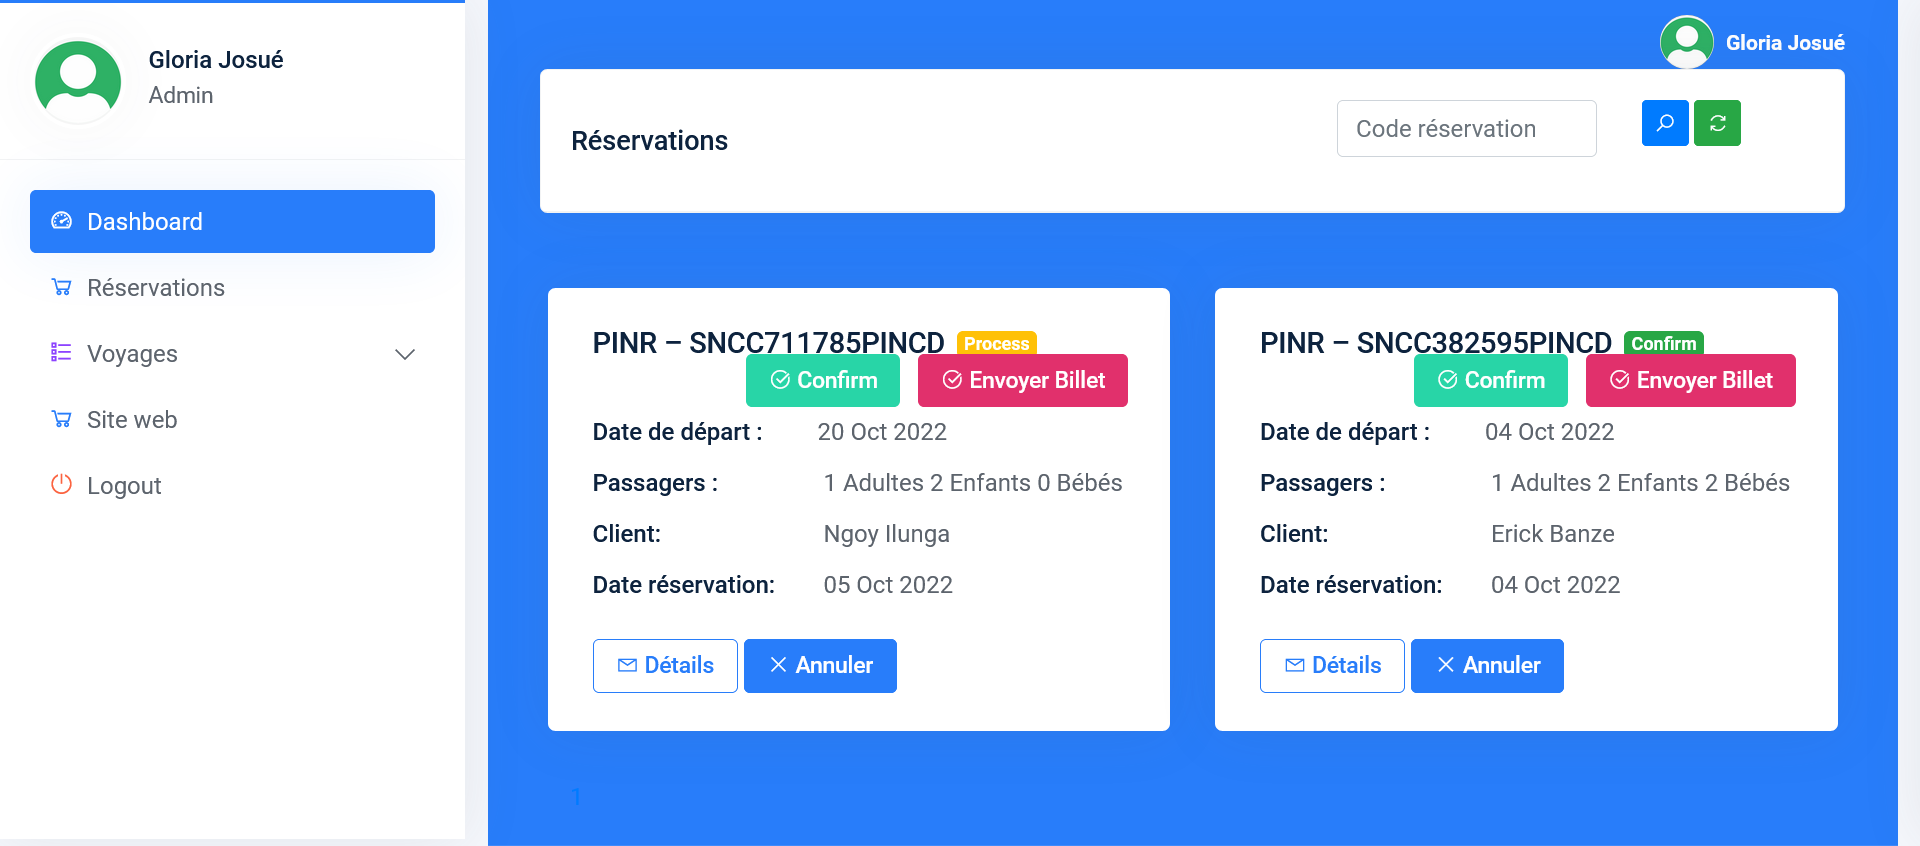 Gloria Josué
Admin
Dashboard
Réservations
Voyages
Site web
Logout
Gloria Josué
Réservations
Code réservation
PINR – SNCC711785PINCD Process
Confirm Envoyer Billet
Date de départ : 20 Oct 2022
Passagers : 1 Adultes 2 Enfants 0 Bébés
Client: Ngoy Ilunga
Date réservation: 05 Oct 2022
Détails Annuler
PINR – SNCC382595PINCD Confirm
Confirm Envoyer Billet
Date de départ : 04 Oct 2022
Passagers : 1 Adultes 2 Enfants 2 Bébés
Client: Erick Banze
Date réservation: 04 Oct 2022
Détails Annuler
1